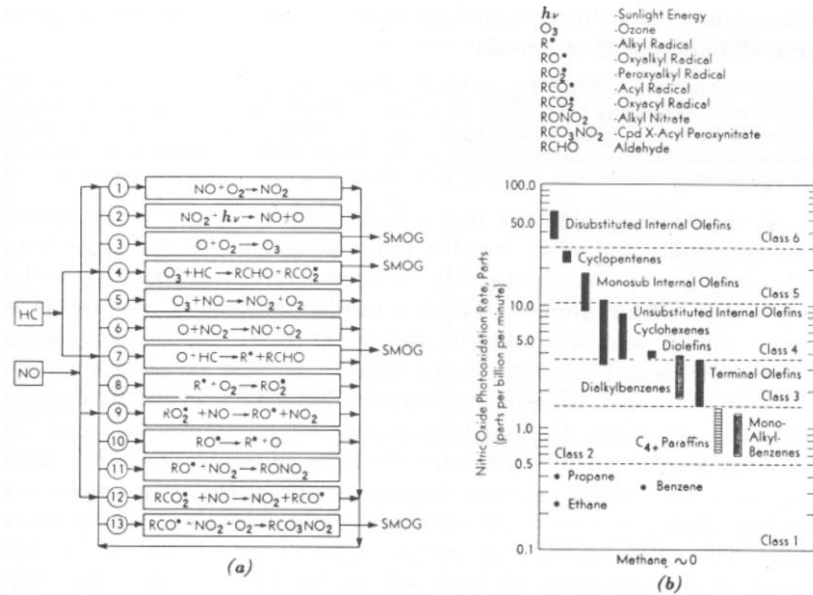 hν -Sunlight Energy
O3 -Ozone
R* -Alkyl Radical
RO* -Oxyalkyl Radical
RO2* -Peroxyalkyl Radical
RCO* -Acyl Radical
RCO2* -Oxyacyl Radical
RONO2 -Alkyl Nitrate
RCO3NO2 -Cpd X-Acyl Peroxynitrate
RCHO Aldehyde
HC
NO
1 NO+O2→NO2
2 NO2+hν→NO+O
3 O+O2→O3 SMOG
4 O3+HC→RCHO+RCO2* SMOG
5 O3+NO→NO2+O2
6 O+NO2→NO+O2
7 O+HC→R*+RCHO SMOG
8 R*+O2→RO2*
9 RO2*+NO→RO*+NO2
10 RO*→R*+O
11 RO*+NO2→RONO2
12 RCO2*+NO→NO2+RCO*
13 RCO*+NO2+O2→RCO3NO2 SMOG
(a)
Nitric Oxide Photooxidation Rate, Parts
(parts per billion per minute)
100.0
50.0
10.0
5.0
1.0
0.5
0.1
Disubstituted Internal Olefins
Class 6
Cyclopentenes
Monosub Internal Olefins
Class 5
Unsubstituted Internal Olefins
Cyclohexenes
Diolefins
Class 4
Dialkylbenzenes
Terminal Olefins
Class 3
C4+ Paraffins
Mono-
Alkyl-
Benzenes
Class 2
Propane
Benzene
Ethane
Class 1
Methane ~0
(b)